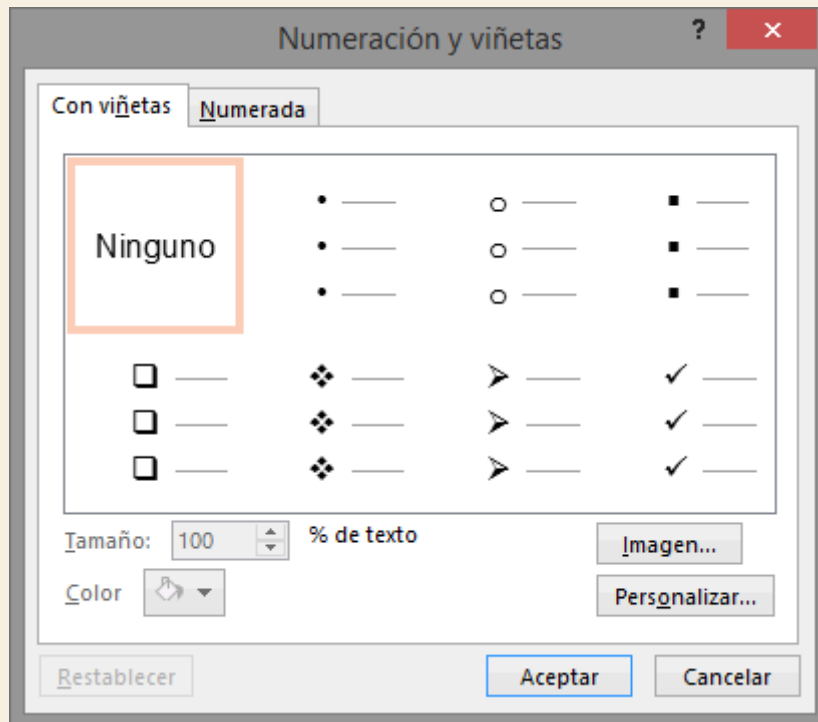 Numeración y viñetas ?
Con viñetas Numerada
Ninguno
Tamaño: 100 % de texto Imagen...
Color Personalizar...
Restablecer Aceptar Cancelar